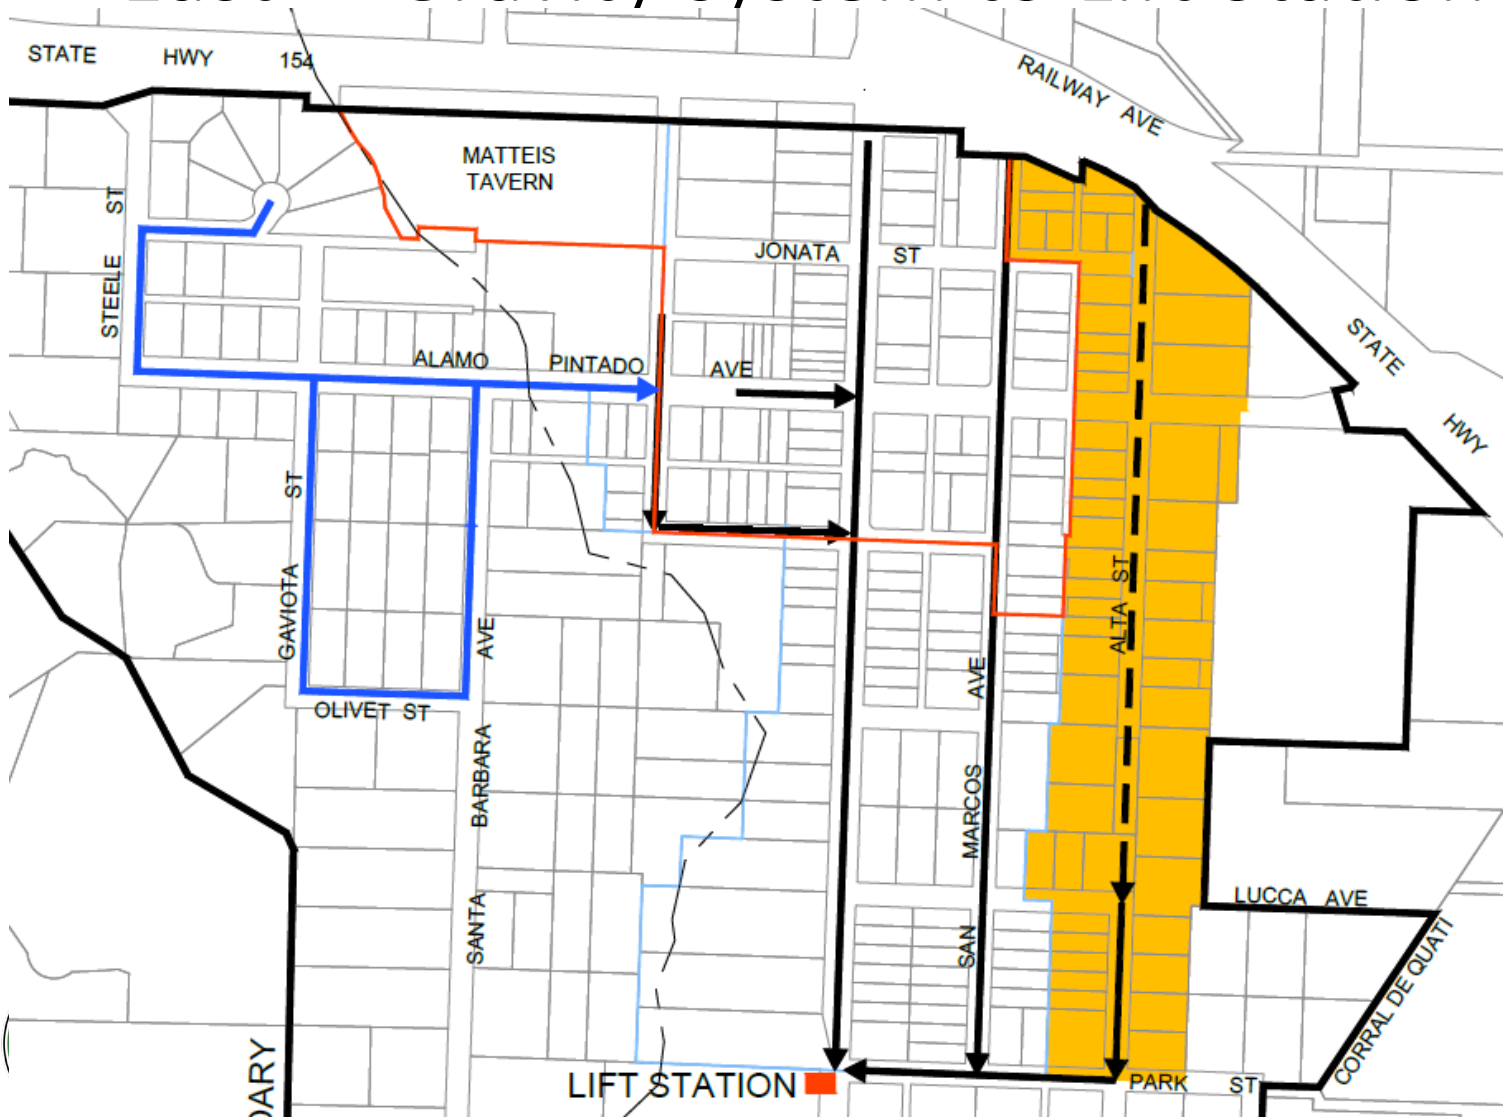 STATE HWY 154
RAILWAY AVE
MATTEIS
TAVERN
STEELE ST
JONATA ST
ALAMO PINTADO AVE
STATE HWY
GAVIOTA ST
ALTA ST
OLIVET ST
SANTA BARBARA AVE
SAN MARCOS AVE
LUCCA AVE
CORRAL DE QUATI
LIFT STATION
PARK ST
DARY